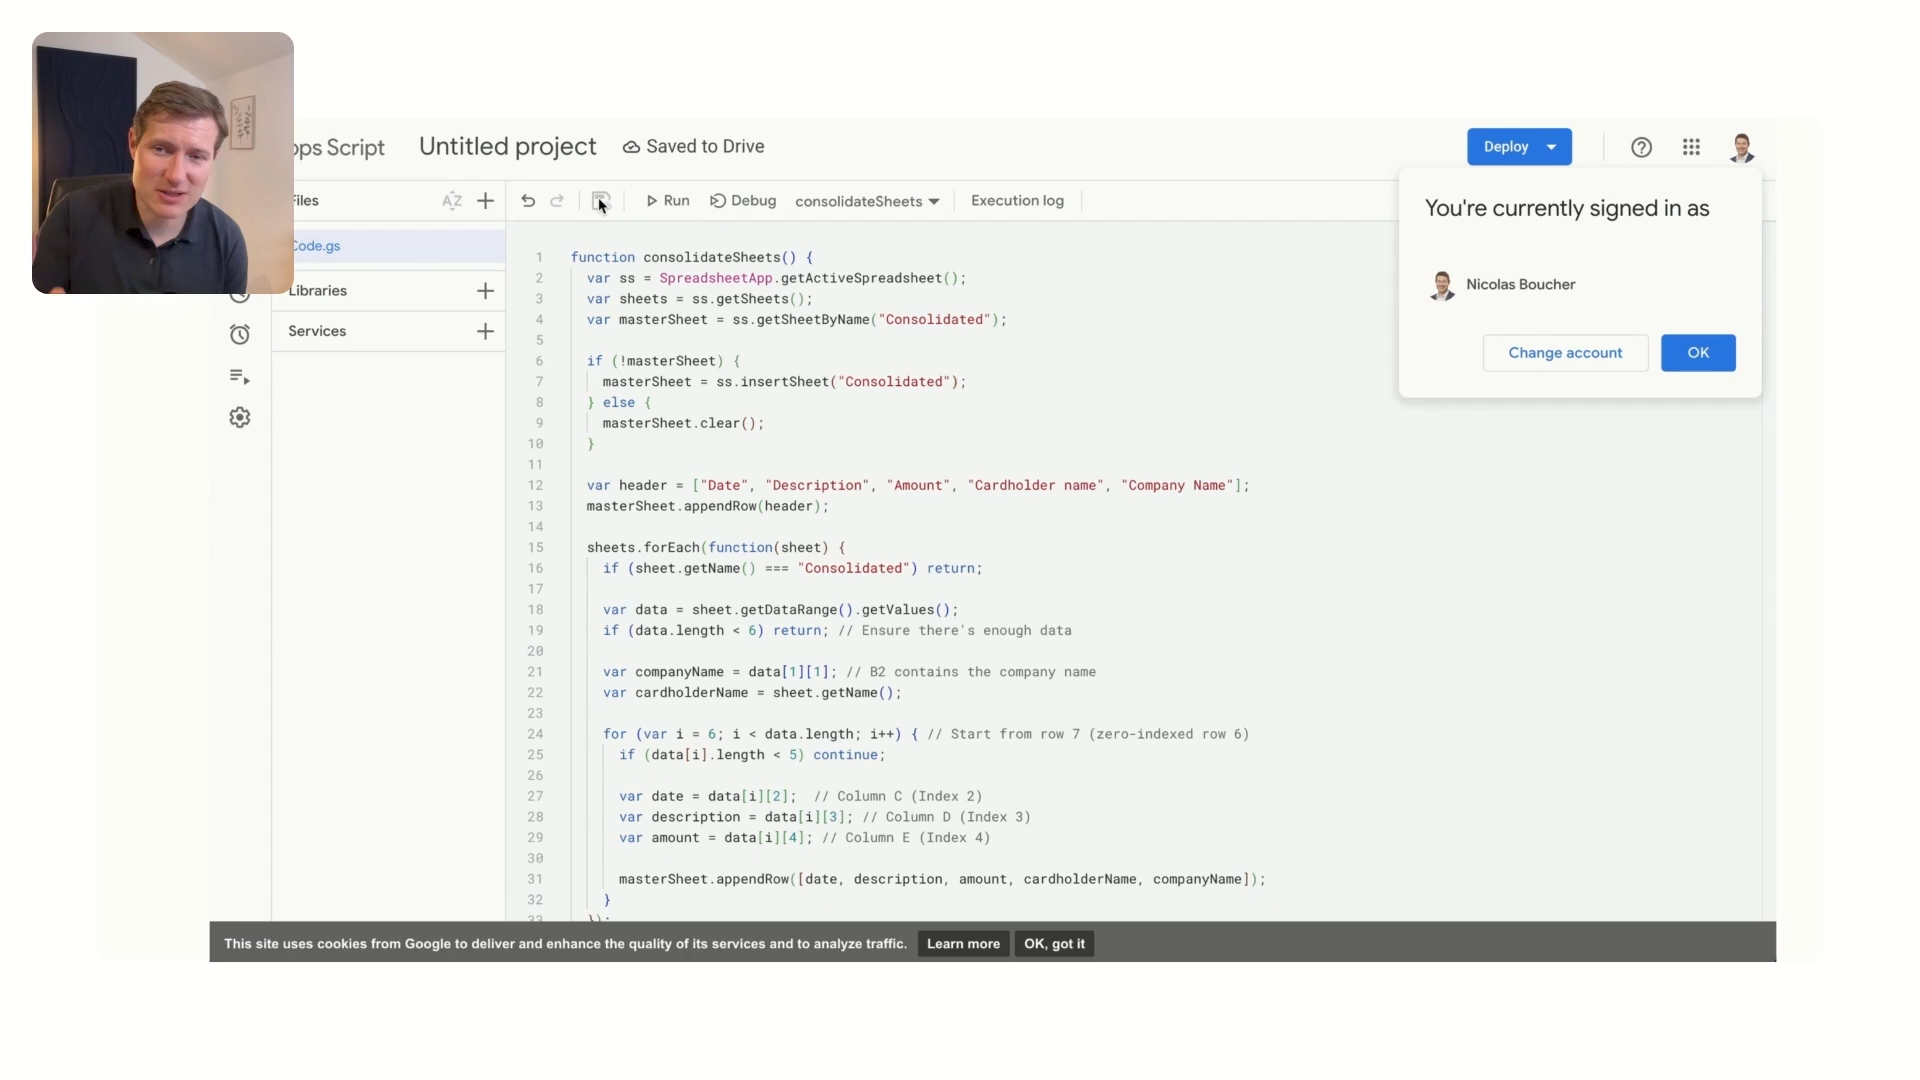 Apps Script Untitled project Saved to Drive Deploy
Files AZ Run Debug consolidateSheets Execution log
Code.gs
Libraries
Services
You're currently signed in as
Nicolas Boucher
Change account OK
1 function consolidateSheets() {
2 var ss = SpreadsheetApp.getActiveSpreadsheet();
3 var sheets = ss.getSheets();
4 var masterSheet = ss.getSheetByName("Consolidated");
5
6 if (!masterSheet) {
7 masterSheet = ss.insertSheet("Consolidated");
8 } else {
9 masterSheet.clear();
10 }
11
12 var header = ["Date", "Description", "Amount", "Cardholder name", "Company Name"];
13 masterSheet.appendRow(header);
14
15 sheets.forEach(function(sheet) {
16 if (sheet.getName() === "Consolidated") return;
17
18 var data = sheet.getDataRange().getValues();
19 if (data.length < 6) return; // Ensure there's enough data
20
21 var companyName = data[1][1]; // B2 contains the company name
22 var cardholderName = sheet.getName();
23
24 for (var i = 6; i < data.length; i++) { // Start from row 7 (zero-indexed row 6)
25 if (data[i].length < 5) continue;
26
27 var date = data[i][2]; // Column C (Index 2)
28 var description = data[i][3]; // Column D (Index 3)
29 var amount = data[i][4]; // Column E (Index 4)
30
31 masterSheet.appendRow([date, description, amount, cardholderName, companyName]);
32 }
33 });
This site uses cookies from Google to deliver and enhance the quality of its services and to analyze traffic. Learn more OK, got it